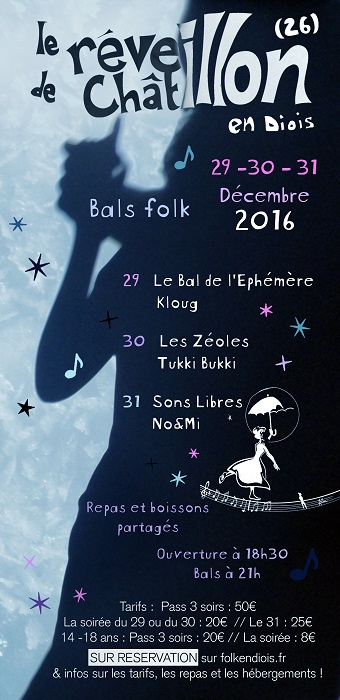 le réveillon (26)
de Châtillon
en Diois
29 - 30 - 31
Décembre
2016
Bals folk
29 Le Bal de l'Ephémère
Kloug
30 Les Zéoles
Tukki Bukki
31 Sons Libres
No&Mi
Repas et boissons
partagés
Ouverture à 18h30
Bals à 21h
Tarifs : Pass 3 soirs : 50€
La soirée du 29 ou du 30 : 20€ // Le 31 : 25€
14 -18 ans : Pass 3 soirs : 20€ // La soirée : 8€
SUR RESERVATION sur folkendiois.fr
& infos sur les tarifs, les repas et les hébergements !